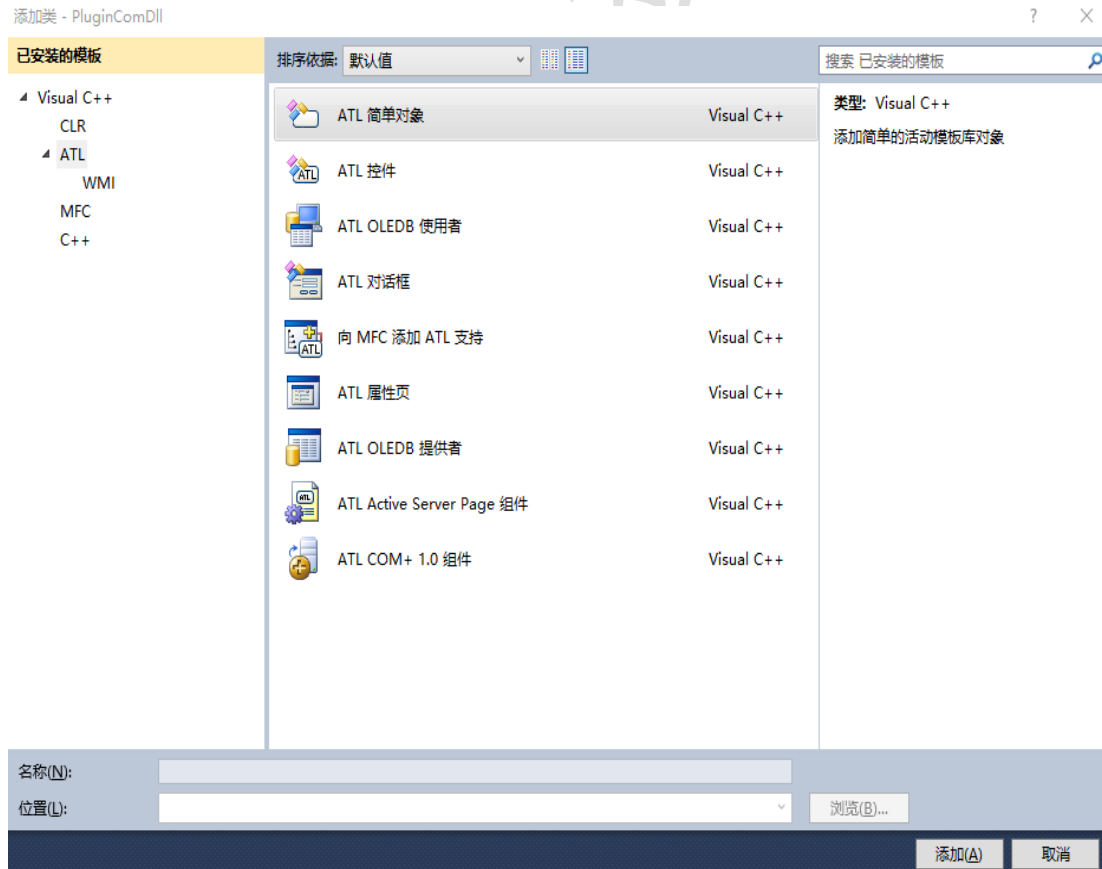 添加类 - PluginComDll
?
已安装的模板
排序依据: 默认值
搜索 已安装的模板
Visual C++
CLR
ATL
WMI
MFC
C++
ATL 简单对象 Visual C++
ATL 控件 Visual C++
ATL OLEDB 使用者 Visual C++
ATL 对话框 Visual C++
向 MFC 添加 ATL 支持 Visual C++
ATL 属性页 Visual C++
ATL OLEDB 提供者 Visual C++
ATL Active Server Page 组件 Visual C++
ATL COM+ 1.0 组件 Visual C++
类型: Visual C++
添加简单的活动模板库对象
名称(N):
位置(L):
浏览(B)...
添加(A)
取消